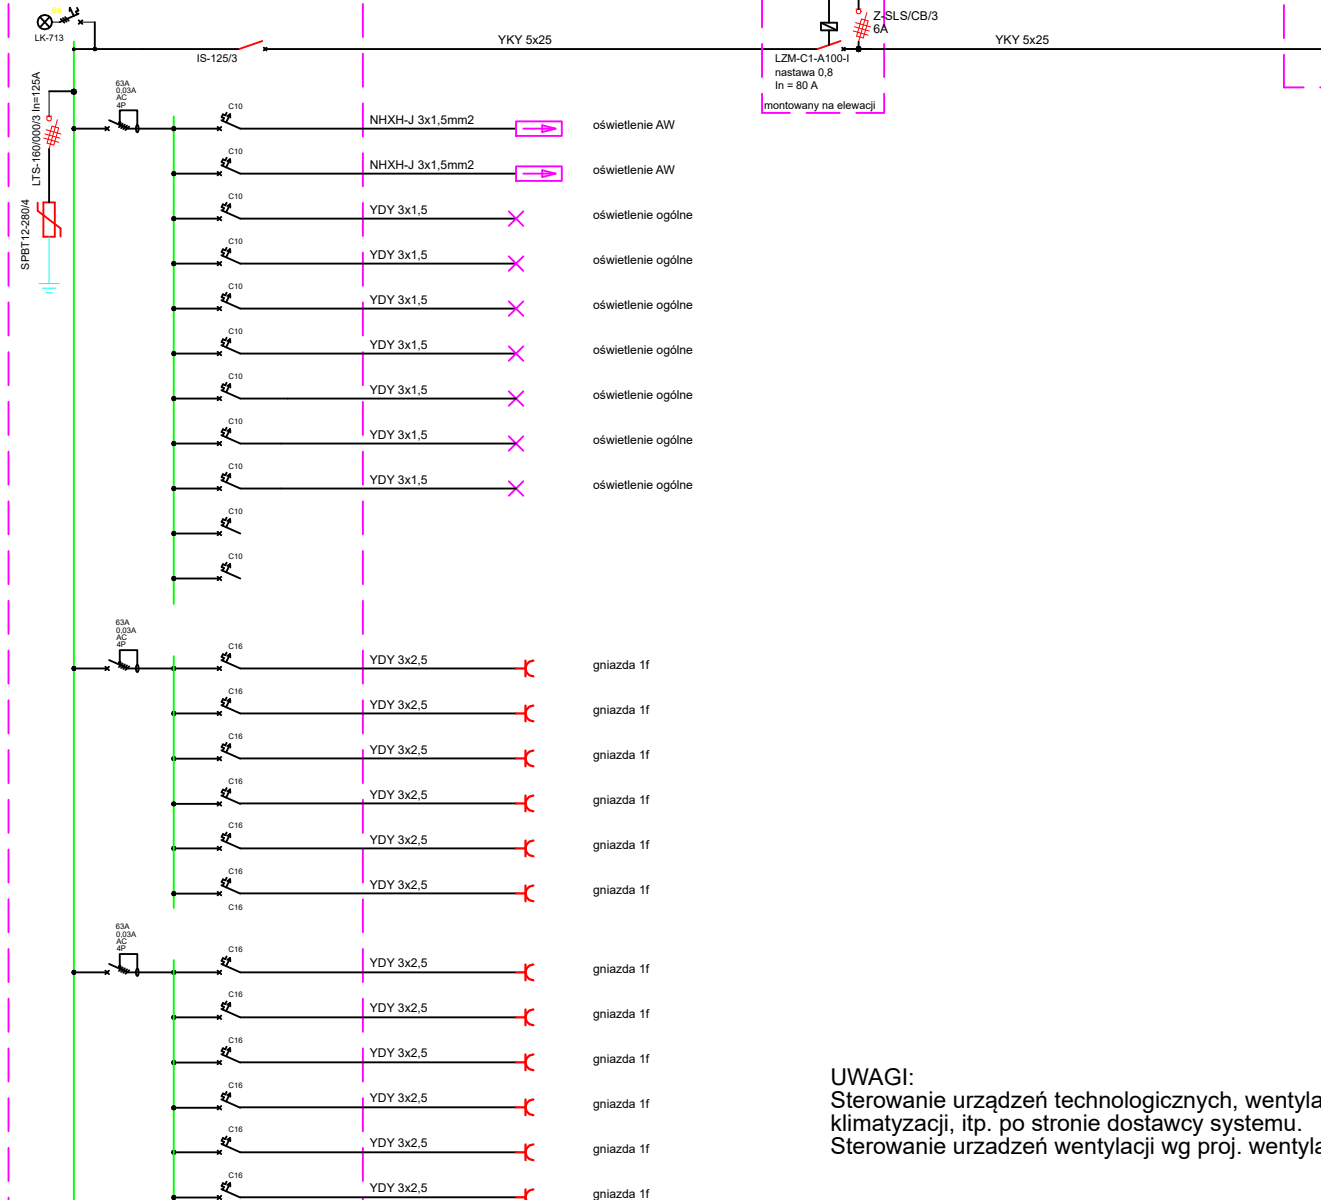 LK-713
IS-125/3
YKY 5x25
Z-SLS/CB/3
6A
YKY 5x25
LZM-C1-A100-I
nastawa 0,8
In = 80 A
montowany na elewacji
LTS-160/000/3 In=125A
SPBT12-280/4
63A
0,03A
AC
4P
C10
NHXH-J 3x1,5mm2
oświetlenie AW
C10
NHXH-J 3x1,5mm2
oświetlenie AW
C10
YDY 3x1,5
oświetlenie ogólne
C10
YDY 3x1,5
oświetlenie ogólne
C10
YDY 3x1,5
oświetlenie ogólne
C10
YDY 3x1,5
oświetlenie ogólne
C10
YDY 3x1,5
oświetlenie ogólne
C10
YDY 3x1,5
oświetlenie ogólne
C10
YDY 3x1,5
oświetlenie ogólne
C10
C10
63A
0,03A
AC
4P
C16
YDY 3x2,5
gniazda 1f
C16
YDY 3x2,5
gniazda 1f
C16
YDY 3x2,5
gniazda 1f
C16
YDY 3x2,5
gniazda 1f
C16
YDY 3x2,5
gniazda 1f
C16
YDY 3x2,5
gniazda 1f
C16
63A
0,03A
AC
4P
C16
YDY 3x2,5
gniazda 1f
C16
YDY 3x2,5
gniazda 1f
C16
YDY 3x2,5
gniazda 1f
C16
YDY 3x2,5
gniazda 1f
C16
YDY 3x2,5
gniazda 1f
C16
YDY 3x2,5
gniazda 1f
UWAGI:
Sterowanie urządzeń technologicznych, wentyla
klimatyzacji, itp. po stronie dostawcy systemu.
Sterowanie urzadzeń wentylacji wg proj. wentyla